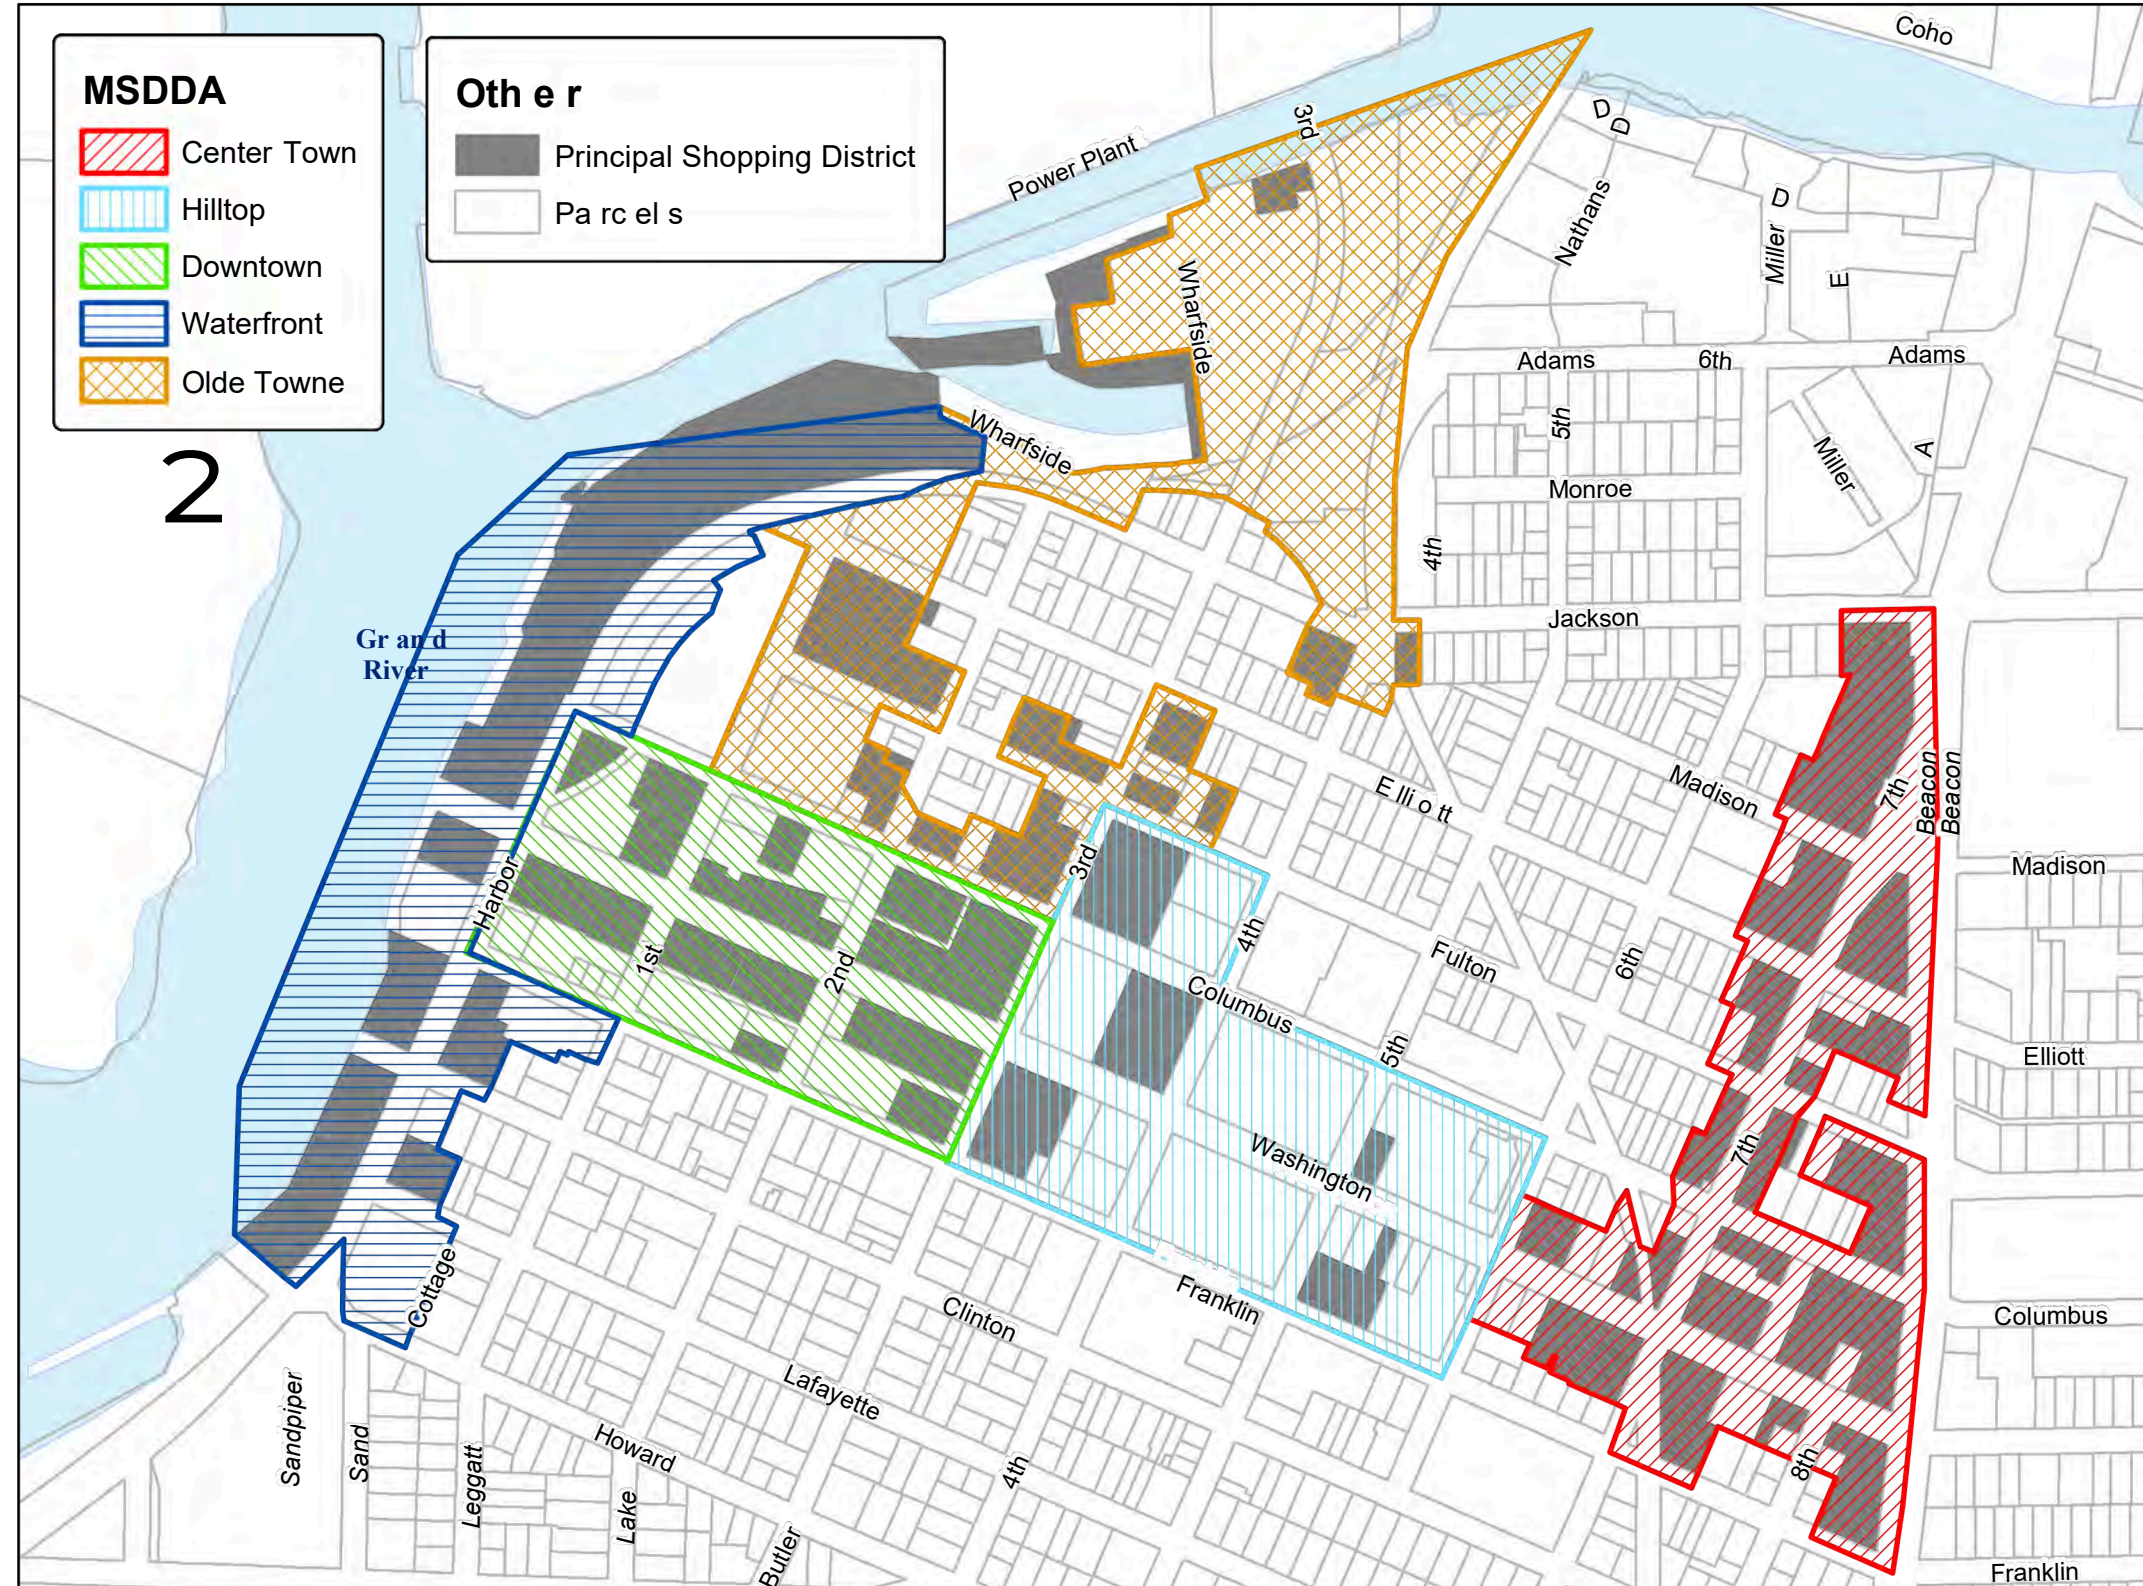 MSDDA
Center Town
Hilltop
Downtown
Waterfront
Olde Towne
Oth e r
Principal Shopping District
Pa rc el s
2
Coho
3rd
Power Plant
D
D
Nathans
D
Miller
E
Wharfside
Adams
6th
Adams
5th
Wharfside
Miller
A
Monroe
4th
Jackson
Gr an d
River
Madison
7th
Beacon
Beacon
E lli o tt
Harbor
3rd
Madison
4th
1st
2nd
Fulton
6th
Columbus
5th
Elliott
Washington
7th
Cottage
Franklin
Clinton
Columbus
Lafayette
Sandpiper
Sand
Howard
Leggatt
4th
8th
Lake
Butler
Franklin